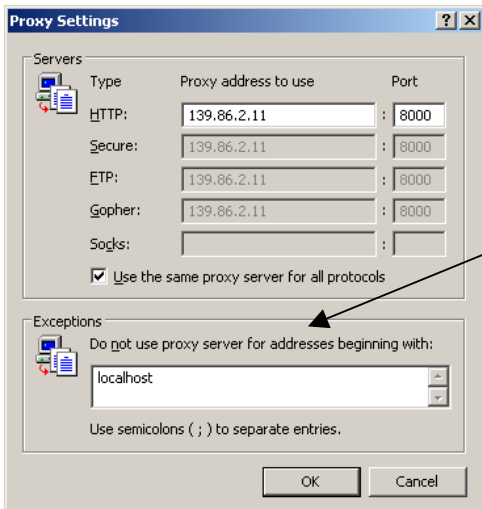 Proxy Settings
Servers
Type Proxy address to use Port
HTTP: 139.86.2.11 : 8000
Secure: 139.86.2.11 : 8000
FTP: 139.86.2.11 : 8000
Gopher: 139.86.2.11 : 8000
Socks: :
Use the same proxy server for all protocols
Exceptions
Do not use proxy server for addresses beginning with:
localhost
Use semicolons ( ; ) to separate entries.
OK Cancel